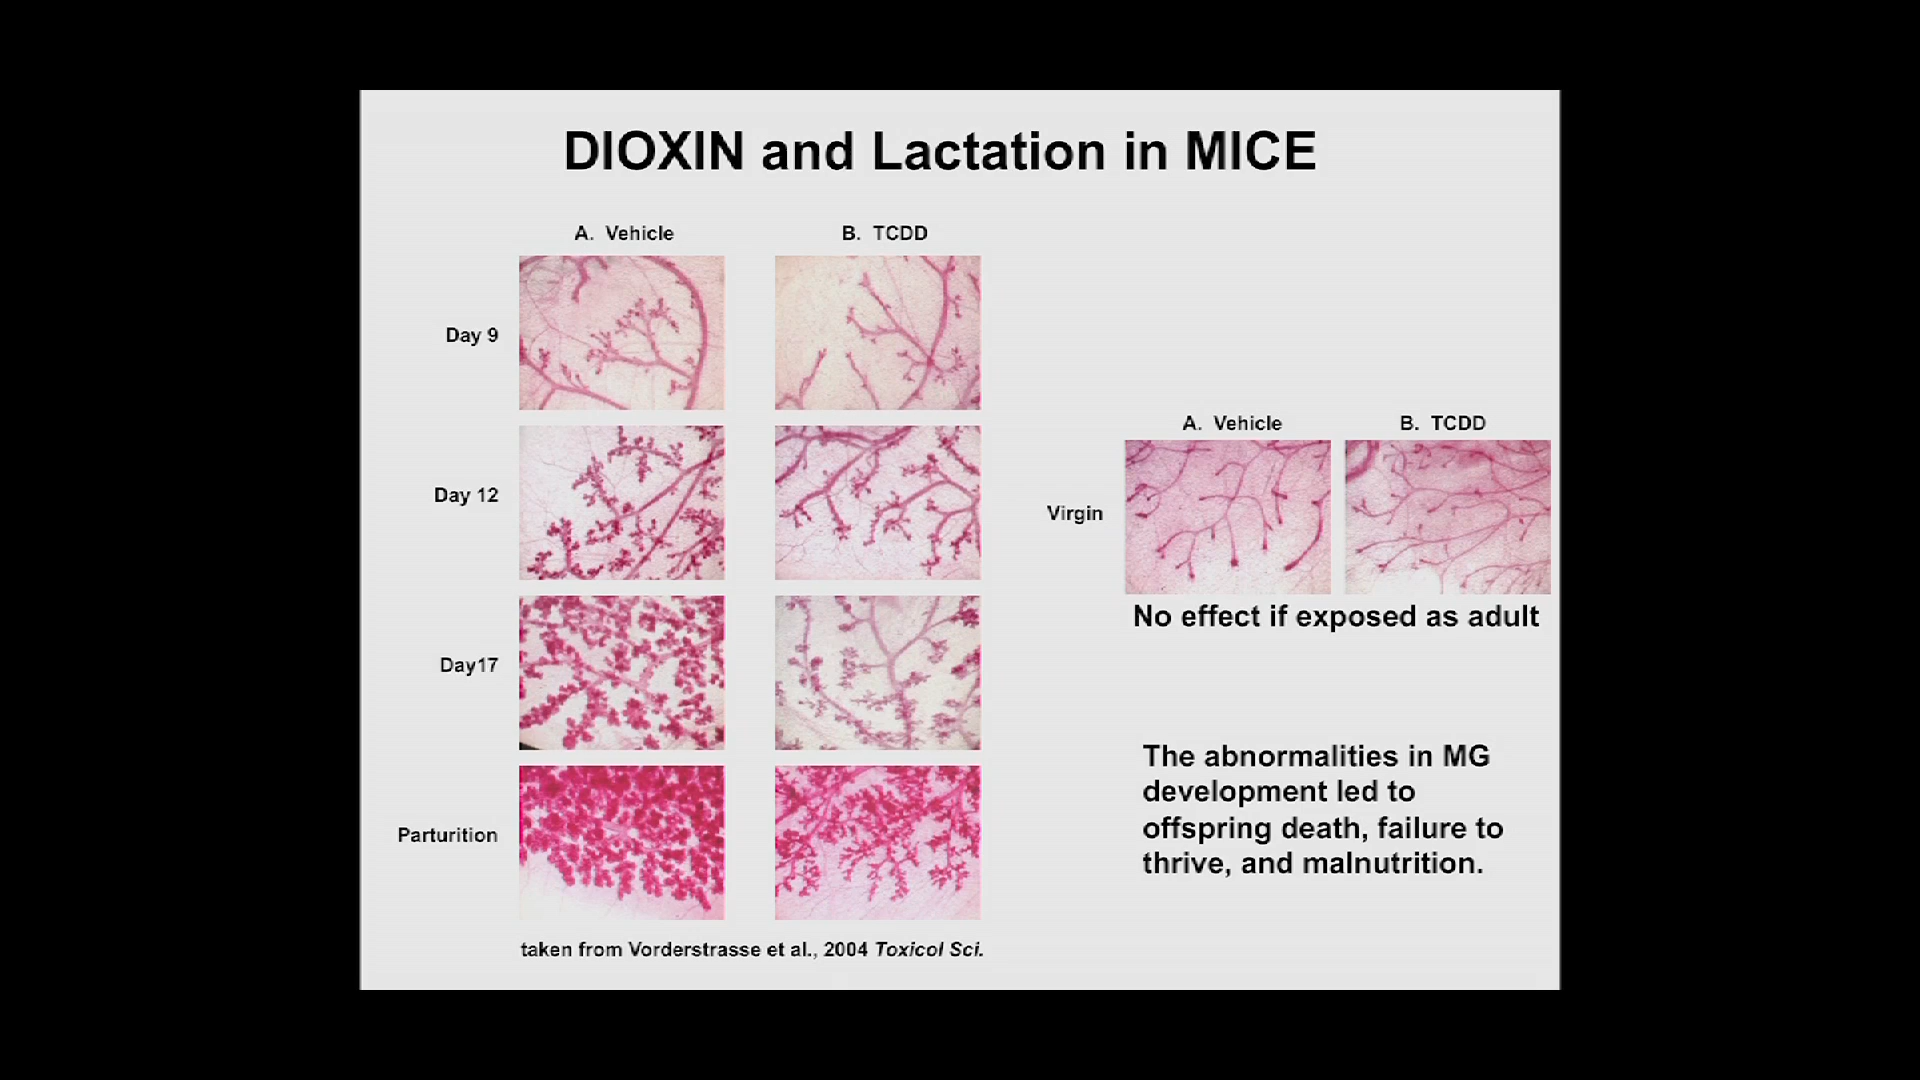 DIOXIN and Lactation in MICE
A. Vehicle
B. TCDD
Day 9
Day 12
Day17
Parturition
taken from Vorderstrasse et al., 2004 Toxicol Sci.
A. Vehicle
B. TCDD
Virgin
No effect if exposed as adult
The abnormalities in MG
development led to
offspring death, failure to
thrive, and malnutrition.